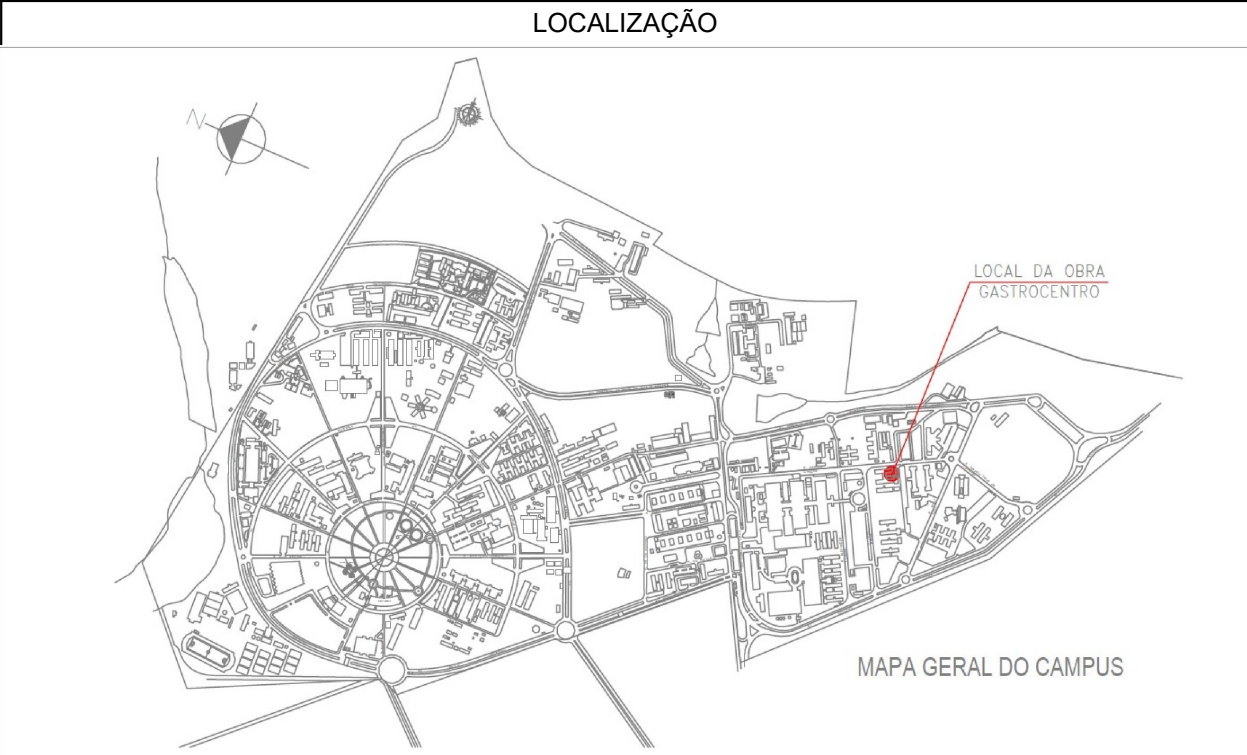 LOCALIZAÇÃO
N
LOCAL DA OBRA
GASTROCENTRO
MAPA GERAL DO CAMPUS